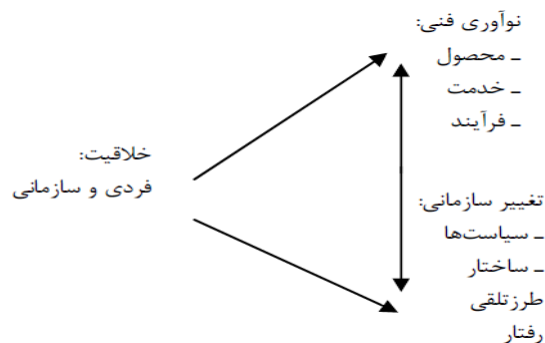 نوآوری فنی:
ـ محصول
ـ خدمت
ـ فرآیند
خلاقیت:
فردی و سازمانی
تغییر سازمانی:
ـ سیاست‌ها
ـ ساختار
طرزتلقی
رفتار